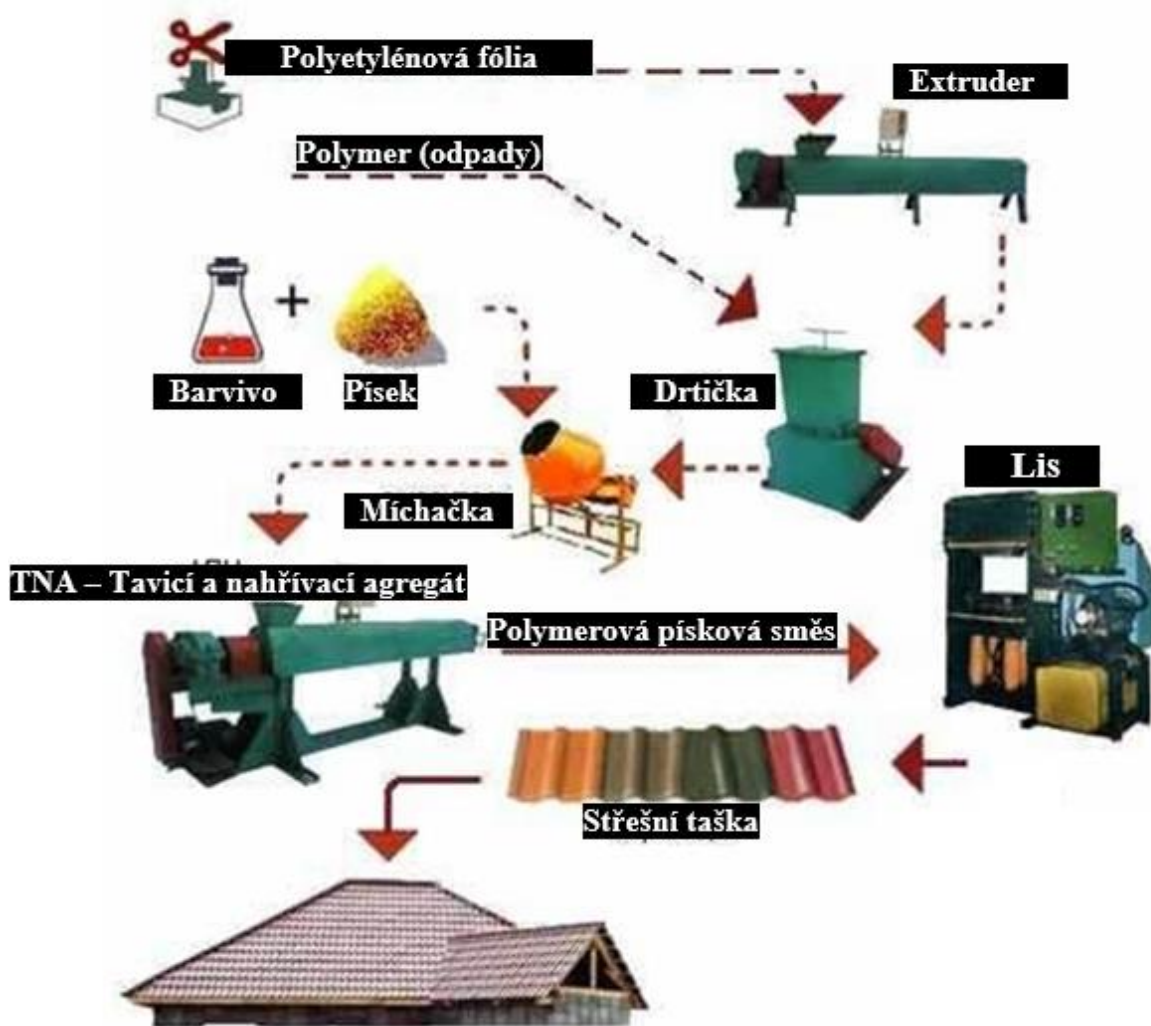 Polyetylénová fólia
Extruder
Polymer (odpady)
+
Barvivo
Písek
Drtička
Lis
Míchačka
TNA – Tavicí a nahřívací agregát
Polymerová písková směs
Střešní taška